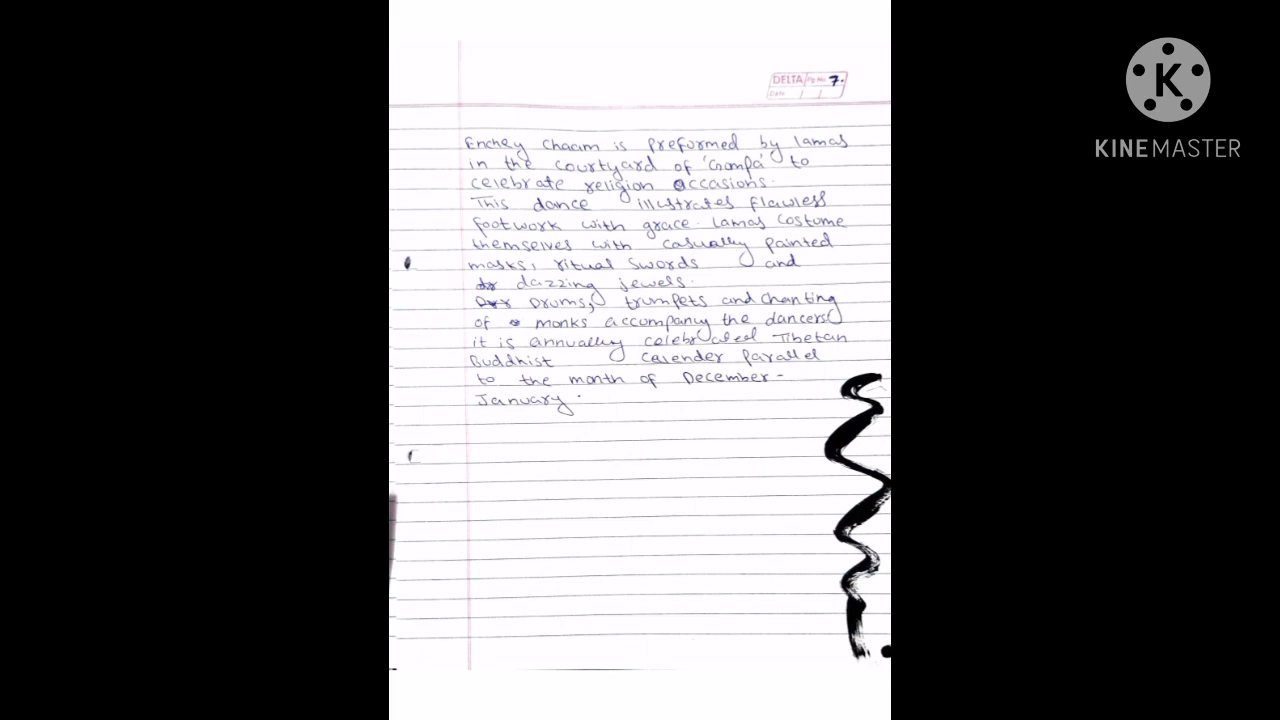 DELTA Pg No. 7.
Date / /
K
KINEMASTER
Enchey Chaam is preformed by lamas
in the courtyard of 'Gompa' to
celebrate religion occasions.
This dance illustrates flawless
footwork with grace. lamas costume
themselves with casually painted
masks, ritual swords and
dazzing jewels.
Drums, trumpets and chanting
of monks accompany the dancers
it is annually celebrated Tibetan
Buddhist calender parallel
to the month of December-
January.